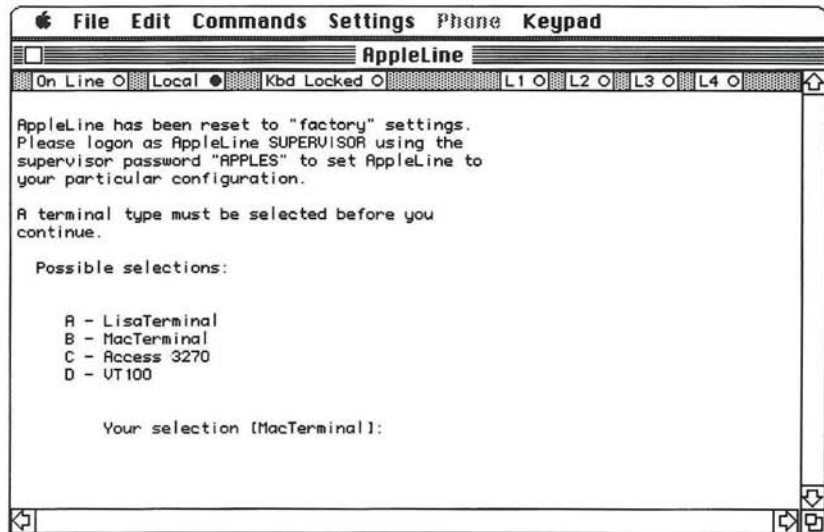 File Edit Commands Settings Phone Keypad
AppleLine
On Line Local Kbd Locked L1 L2 L3 L4
AppleLine has been reset to "factory" settings.
Please logon as AppleLine SUPERVISOR using the
supervisor password "APPLES" to set AppleLine to
your particular configuration.
A terminal type must be selected before you
continue.
Possible selections:
A - LisaTerminal
B - MacTerminal
C - Access 3270
D - VT100
Your selection [MacTerminal]: